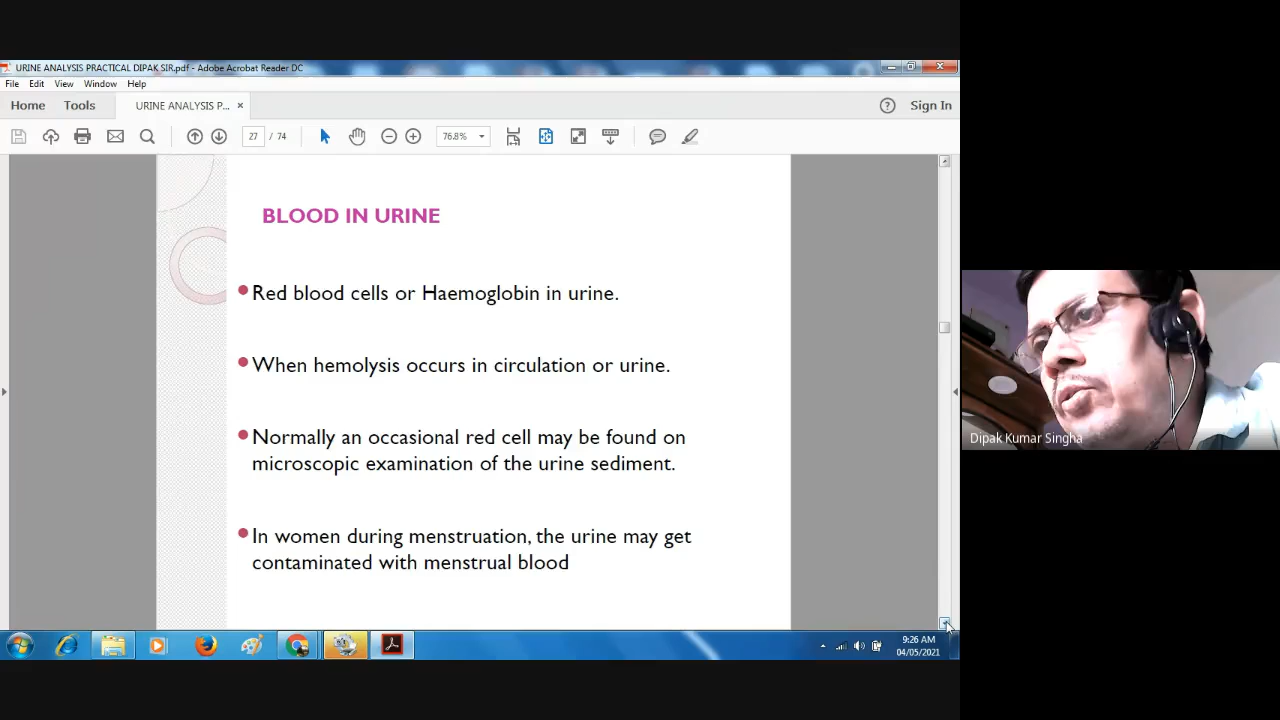 URINE ANALYSIS PRACTICAL DIPAK SIR.pdf - Adobe Acrobat Reader DC
File Edit View Window Help
Home Tools URINE ANALYSIS P... × Sign In
27 / 74 76.8%
BLOOD IN URINE
Red blood cells or Haemoglobin in urine.
When hemolysis occurs in circulation or urine.
Normally an occasional red cell may be found on
microscopic examination of the urine sediment.
In women during menstruation, the urine may get
contaminated with menstrual blood
Dipak Kumar Singha
9:26 AM
04/05/2021